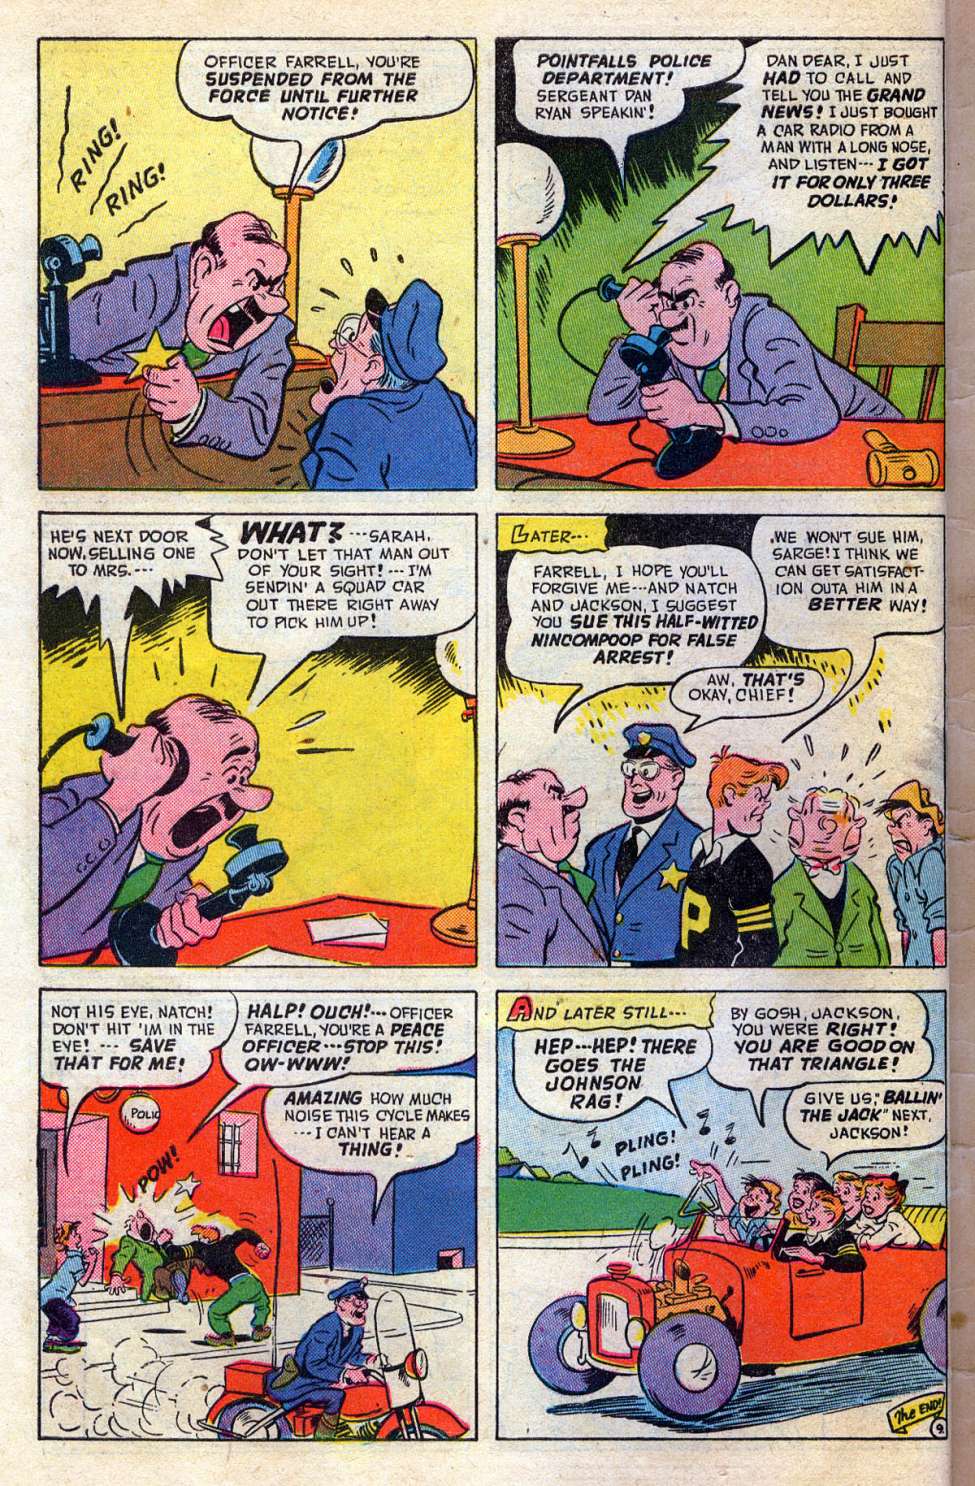 OFFICER FARRELL, YOU'RE
SUSPENDED FROM THE
FORCE UNTIL FURTHER
NOTICE!
RING!
RING!
POINTFALLS POLICE
DEPARTMENT!
SERGEANT DAN
RYAN SPEAKIN'!
DAN DEAR, I JUST
HAD TO CALL AND
TELL YOU THE GRAND
NEWS! I JUST BOUGHT
A CAR RADIO FROM A
MAN WITH A LONG NOSE,
AND LISTEN--- I GOT
IT FOR ONLY THREE
DOLLARS!
HE'S NEXT DOOR
NOW, SELLING ONE
TO MRS.---
WHAT? ---SARAH,
DON'T LET THAT MAN OUT
OF YOUR SIGHT! --- I'M
SENDIN' A SQUAD CAR
OUT THERE RIGHT AWAY
TO PICK HIM UP!
LATER---
FARRELL, I HOPE YOU'LL
FORGIVE ME---AND NATCH
AND JACKSON, I SUGGEST
YOU SUE THIS HALF-WITTED
NINCOMPOOP FOR FALSE
ARREST!
AW, THAT'S
OKAY, CHIEF!
WE WON'T SUE HIM,
SARGE! I THINK WE
CAN GET SATISFACT-
ION OUTA HIM IN A
BETTER WAY!
P
NOT HIS EYE, NATCH!
DON'T HIT 'IM IN THE
EYE! --- SAVE
THAT FOR ME!
HALP! OUCH!--- OFFICER
FARRELL, YOU'RE A PEACE
OFFICER---STOP THIS!
OW-WWW!
AMAZING HOW MUCH
NOISE THIS CYCLE MAKES
---I CAN'T HEAR A
THING!
POLIC
POW!
AND LATER STILL---
HEP---HEP! THERE
GOES THE
JOHNSON
RAG!
BY GOSH, JACKSON,
YOU WERE RIGHT!
YOU ARE GOOD ON
THAT TRIANGLE!
GIVE US, "BALLIN'
THE JACK" NEXT,
JACKSON!
PLING!
PLING!
The END!
9